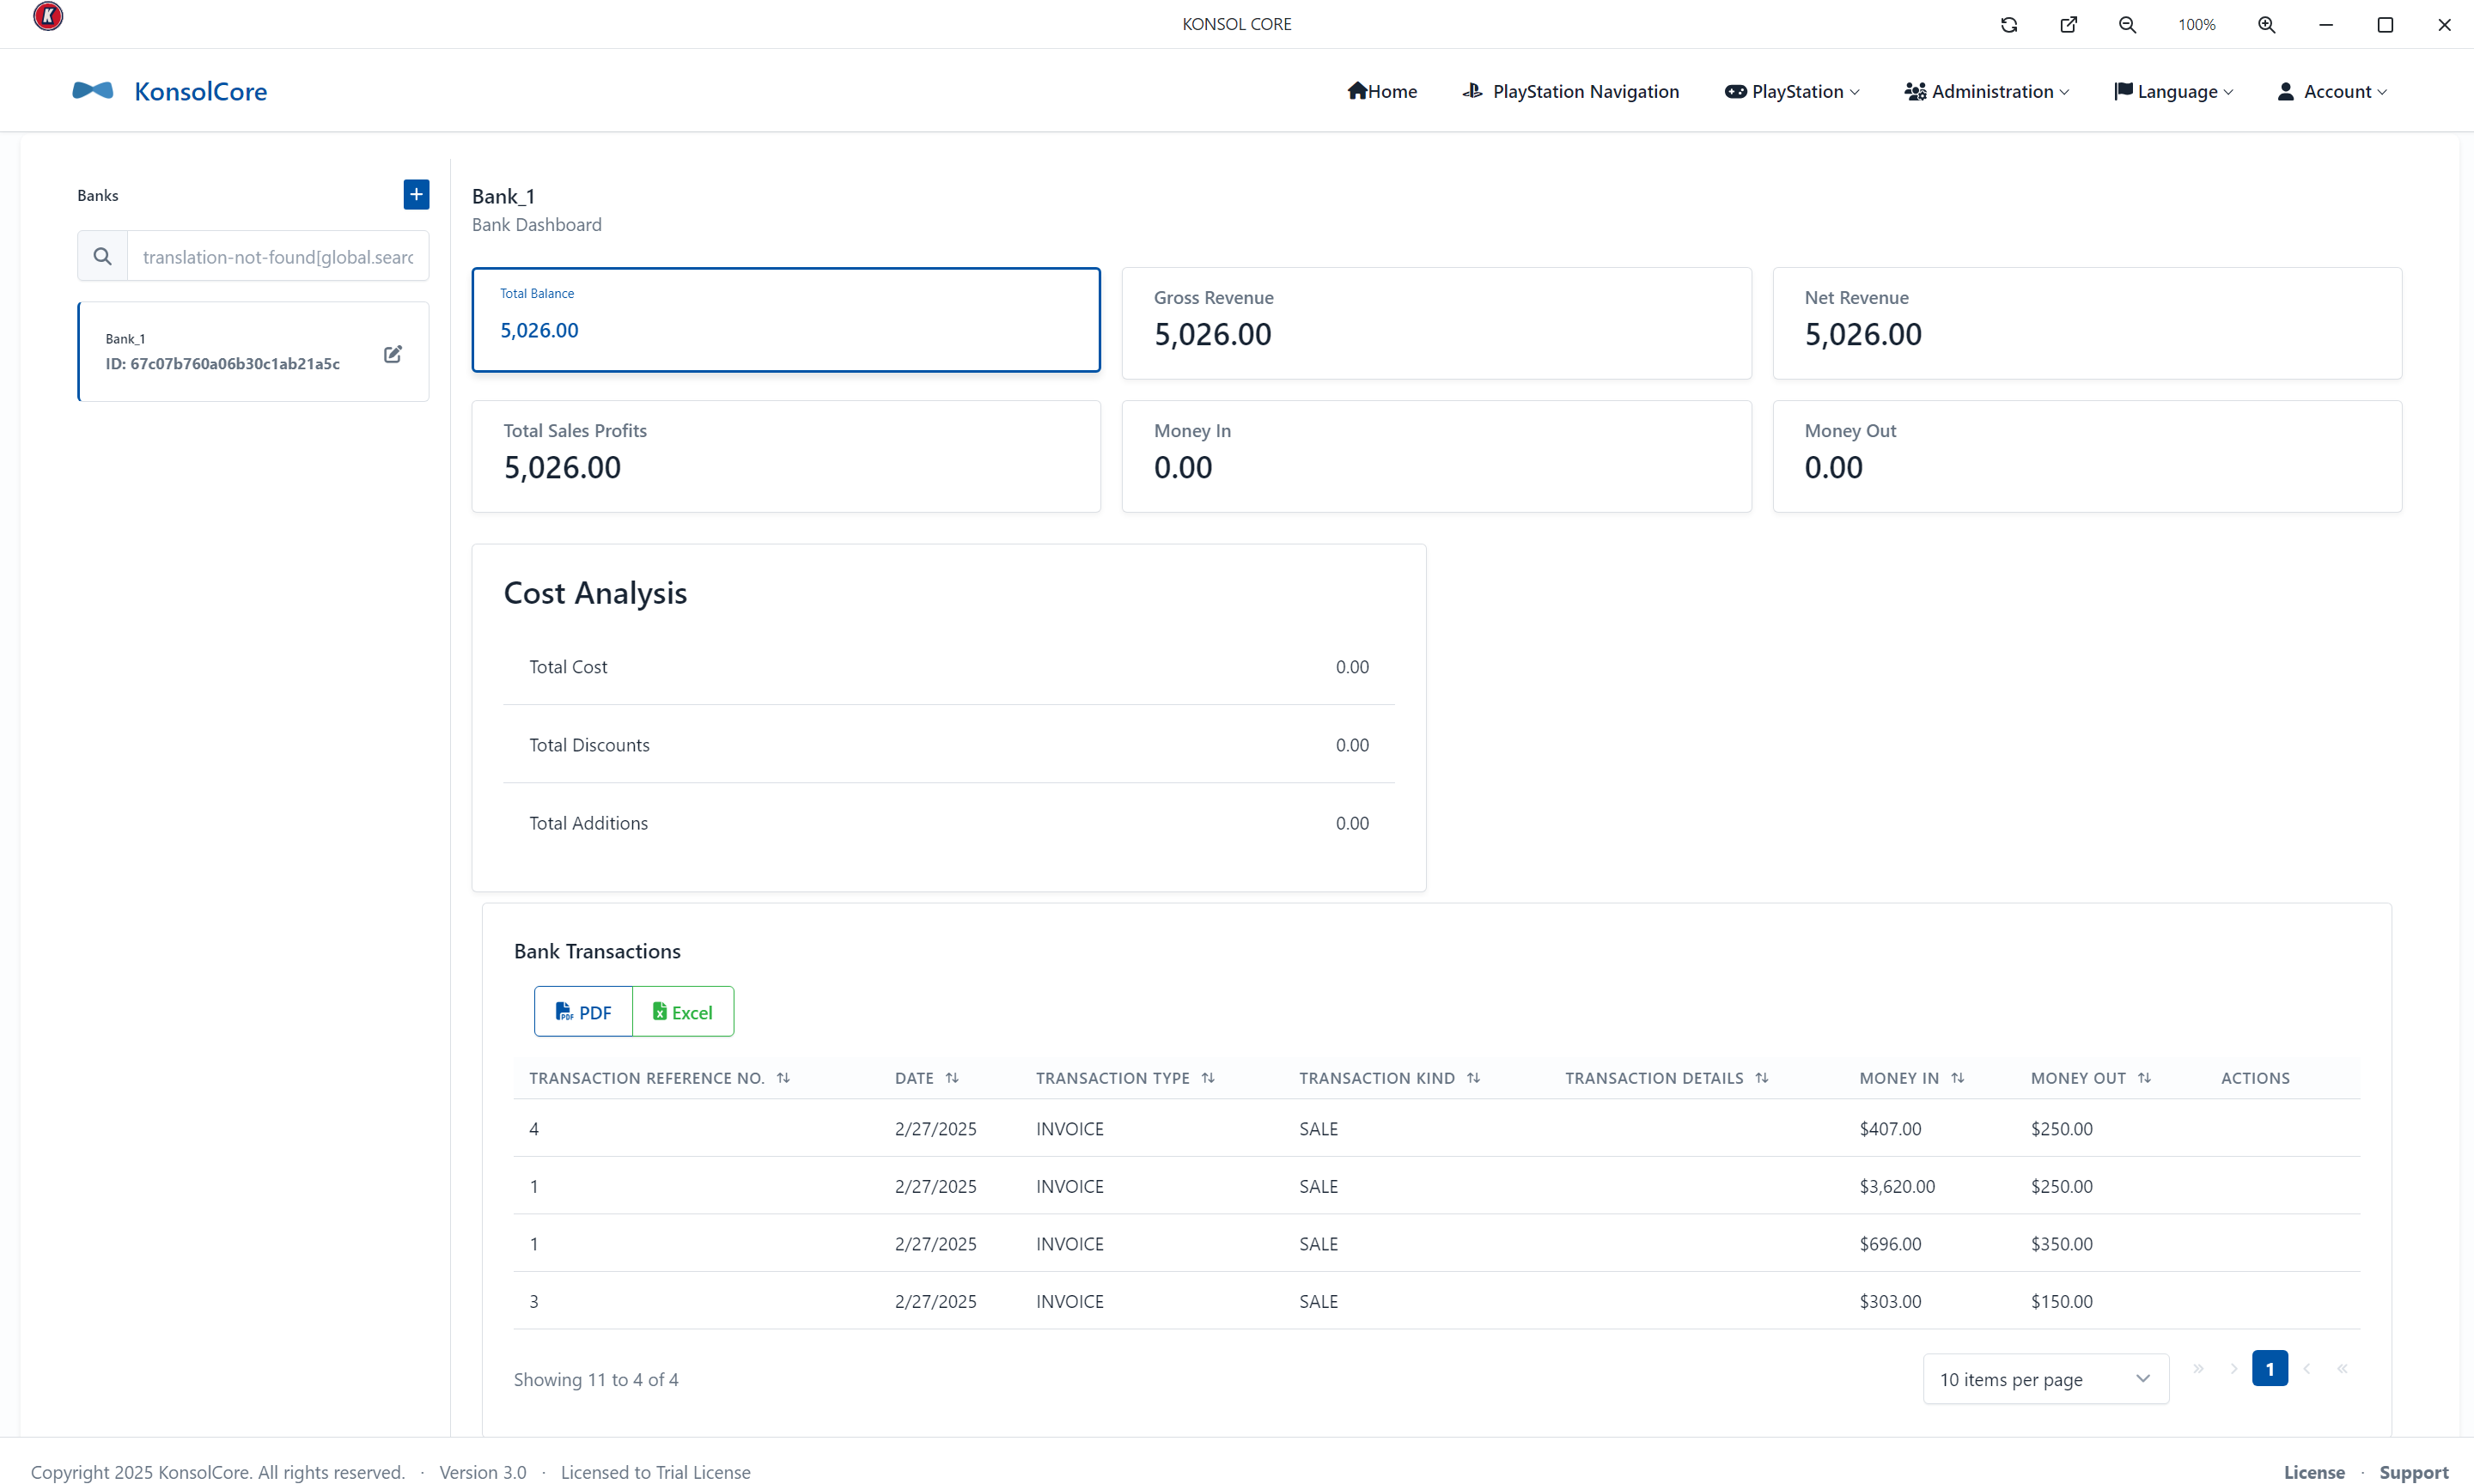 K
KONSOL CORE
100%
KonsolCore
Home
PlayStation Navigation
PlayStation
Administration
Language
Account
Banks
translation-not-found[global.searc
Bank_1
ID: 67c07b760a06b30c1ab21a5c
Bank_1
Bank Dashboard
Total Balance
5,026.00
Gross Revenue
5,026.00
Net Revenue
5,026.00
Total Sales Profits
5,026.00
Money In
0.00
Money Out
0.00
Cost Analysis
Total Cost 0.00
Total Discounts 0.00
Total Additions 0.00
Bank Transactions
PDF Excel
TRANSACTION REFERENCE NO. DATE TRANSACTION TYPE TRANSACTION KIND TRANSACTION DETAILS MONEY IN MONEY OUT ACTIONS
4 2/27/2025 INVOICE SALE $407.00 $250.00
1 2/27/2025 INVOICE SALE $3,620.00 $250.00
1 2/27/2025 INVOICE SALE $696.00 $350.00
3 2/27/2025 INVOICE SALE $303.00 $150.00
Showing 11 to 4 of 4
10 items per page
» › 1 ‹ «
Copyright 2025 KonsolCore. All rights reserved. · Version 3.0 · Licensed to Trial License
License · Support